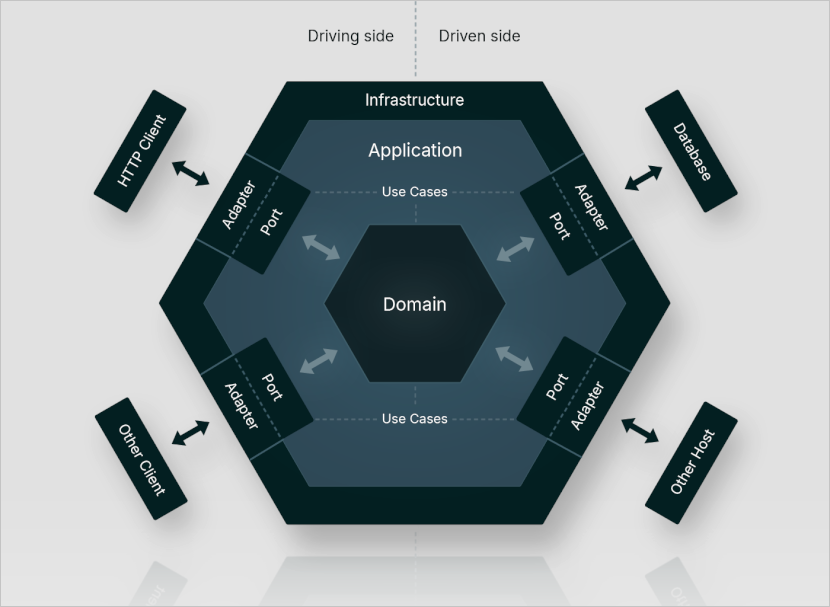 Driving side
Driven side
Infrastructure
Application
Use Cases
HTTP Client
Adapter
Port
Database
Adapter
Port
Domain
Other Client
Adapter
Port
Use Cases
Port
Adapter
Other Host